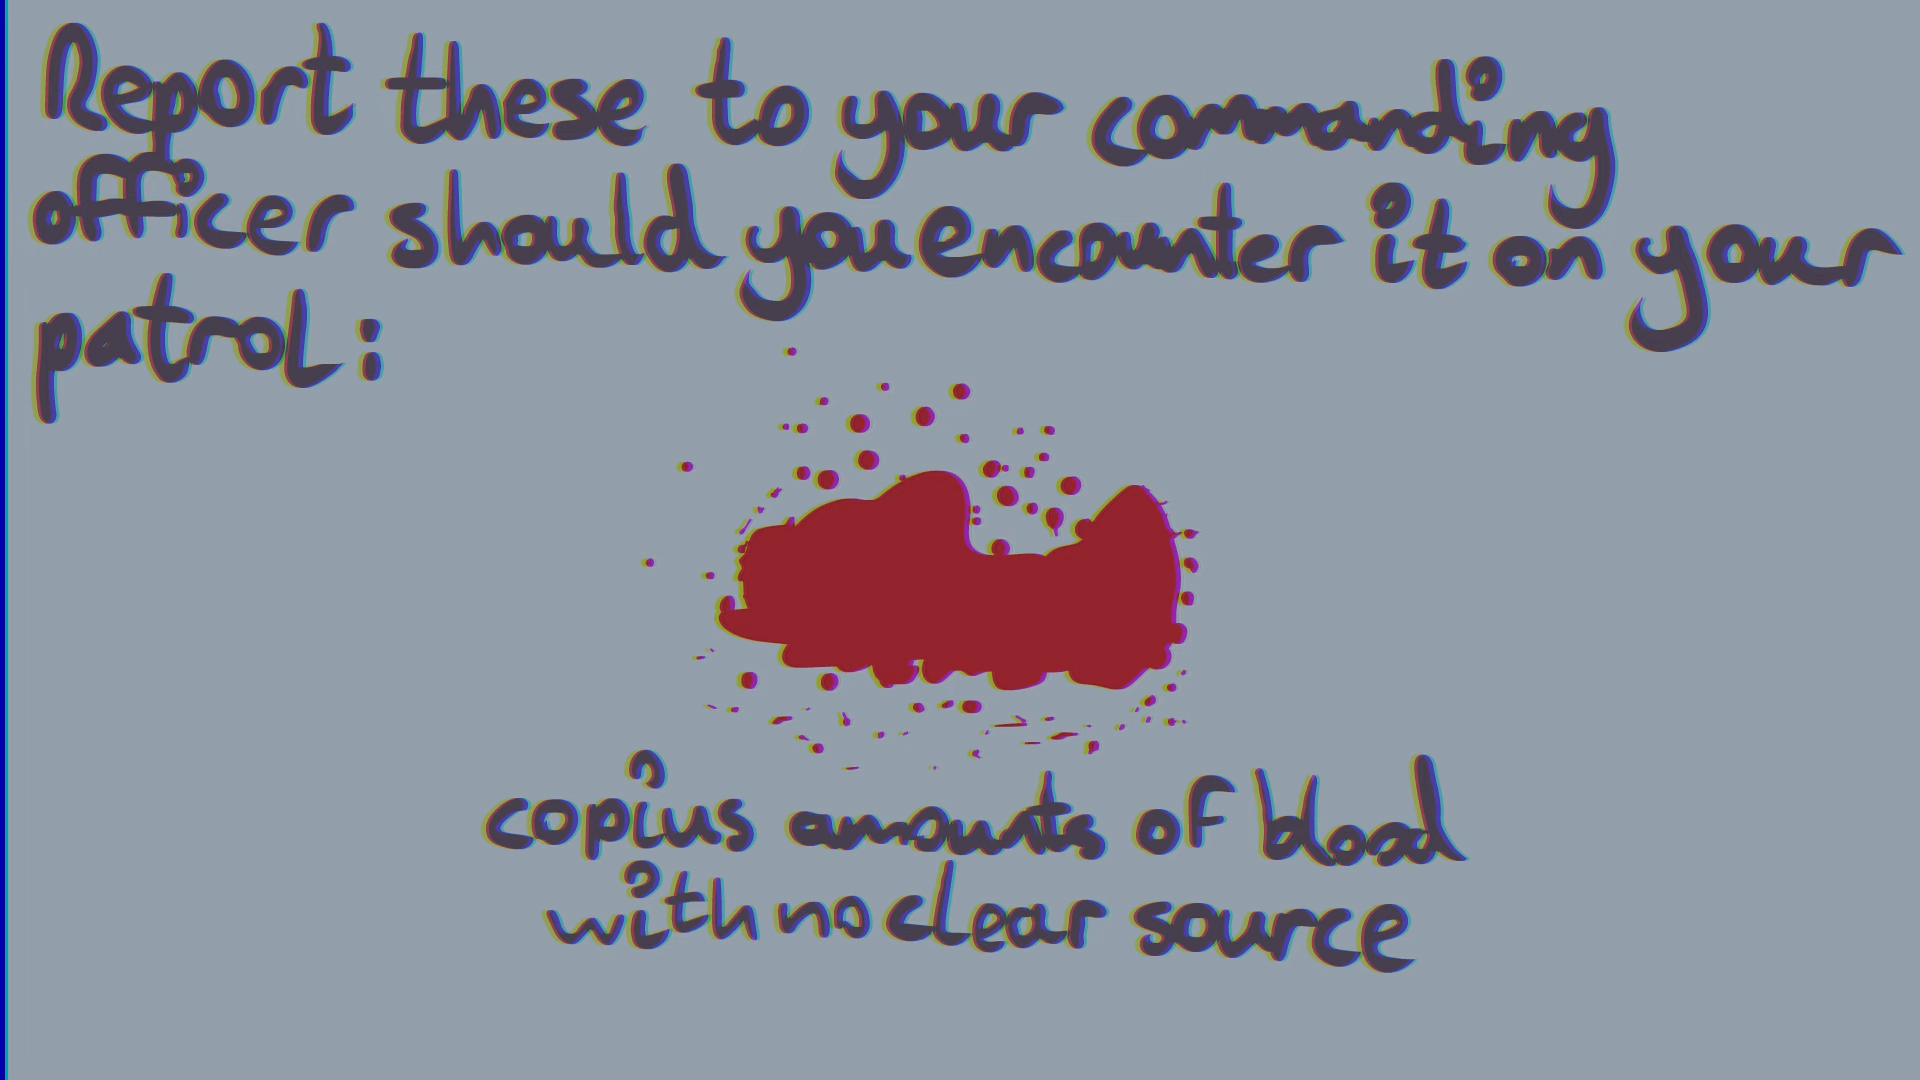 Report these to your commanding
officer should you encounter it on your
patrol:
copius amounts of blood
with no clear source